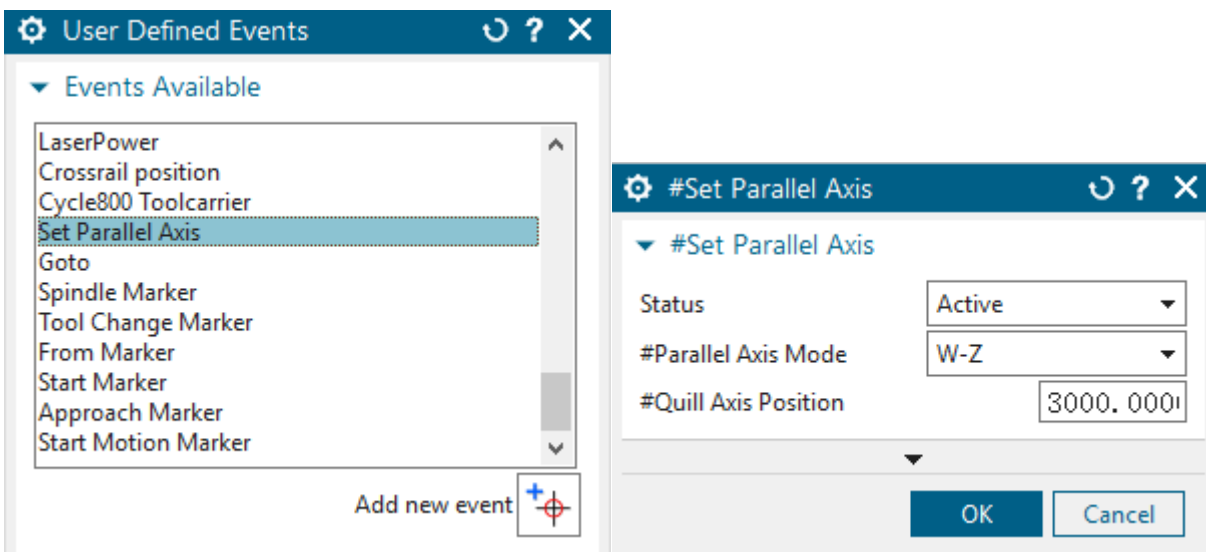 User Defined Events
Events Available
LaserPower
Crossrail position
Cycle800 Toolcarrier
Set Parallel Axis
Goto
Spindle Marker
Tool Change Marker
From Marker
Start Marker
Approach Marker
Start Motion Marker
Add new event
#Set Parallel Axis
#Set Parallel Axis
Status Active
#Parallel Axis Mode W-Z
#Quill Axis Position 3000.000
OK Cancel